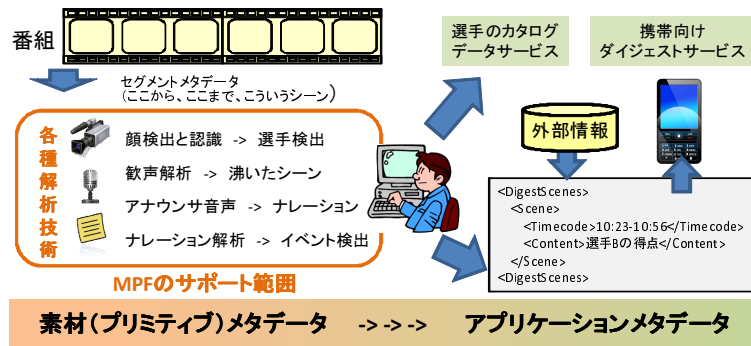 番組
セグメントメタデータ
(ここから、ここまで、こういうシーン)
各種解析技術
顔検出と認識 -> 選手検出
歓声解析 -> 沸いたシーン
アナウンサ音声 -> ナレーション
ナレーション解析 -> イベント検出
MPFのサポート範囲
選手のカタログ
データサービス
携帯向け
ダイジェストサービス
外部情報
<DigestScenes>
<Scene>
<Timecode>10:23-10:56</Timecode>
<Content>選手Bの得点</Content>
</Scene>
<DigestScenes>
素材(プリミティブ)メタデータ -> -> -> アプリケーションメタデータ